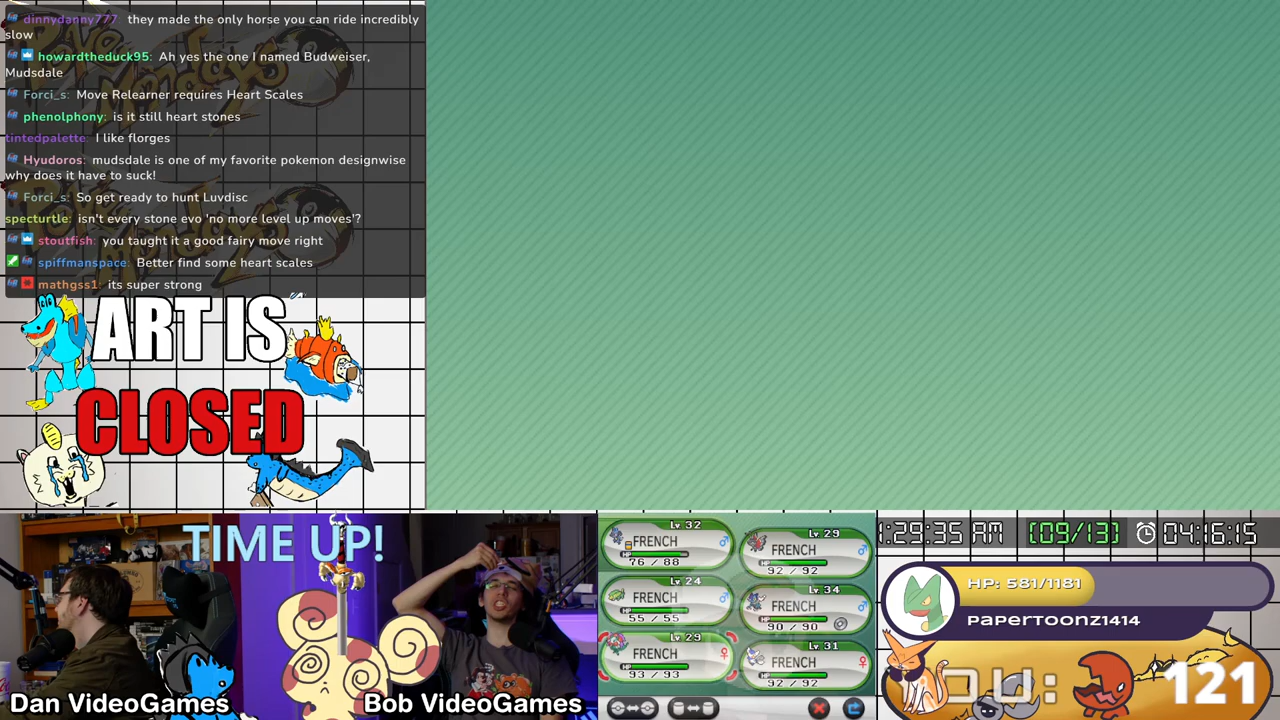 dinnydanny777: they made the only horse you can ride incredibly
slow
howardtheduck95: Ah yes the one I named Budweiser,
Mudsdale
Forci_s: Move Relearner requires Heart Scales
phenolphony: is it still heart stones
tintedpalette: I like florges
Hyudoros: mudsdale is one of my favorite pokemon designwise
why does it have to suck!
Forci_s: So get ready to hunt Luvdisc
specturtle: isn't every stone evo 'no more level up moves'?
stoutfish: you taught it a good fairy move right
spiffmanspace: Better find some heart scales
mathgss1: its super strong
ART IS
CLOSED
TIME UP!
Dan VideoGames
Bob VideoGames
Lv. 32
FRENCH
76 / 88
Lv. 29
FRENCH
92 / 92
Lv. 24
FRENCH
HP
55 / 55
Lv. 34
FRENCH
HP
90 / 90
Lv. 29
FRENCH
HP
93 / 93
Lv. 31
FRENCH
HP
92 / 92
1:29:35 AM
[09/13]
04:16:15
HP: 581/1181
PAPERTOONZ1414
121